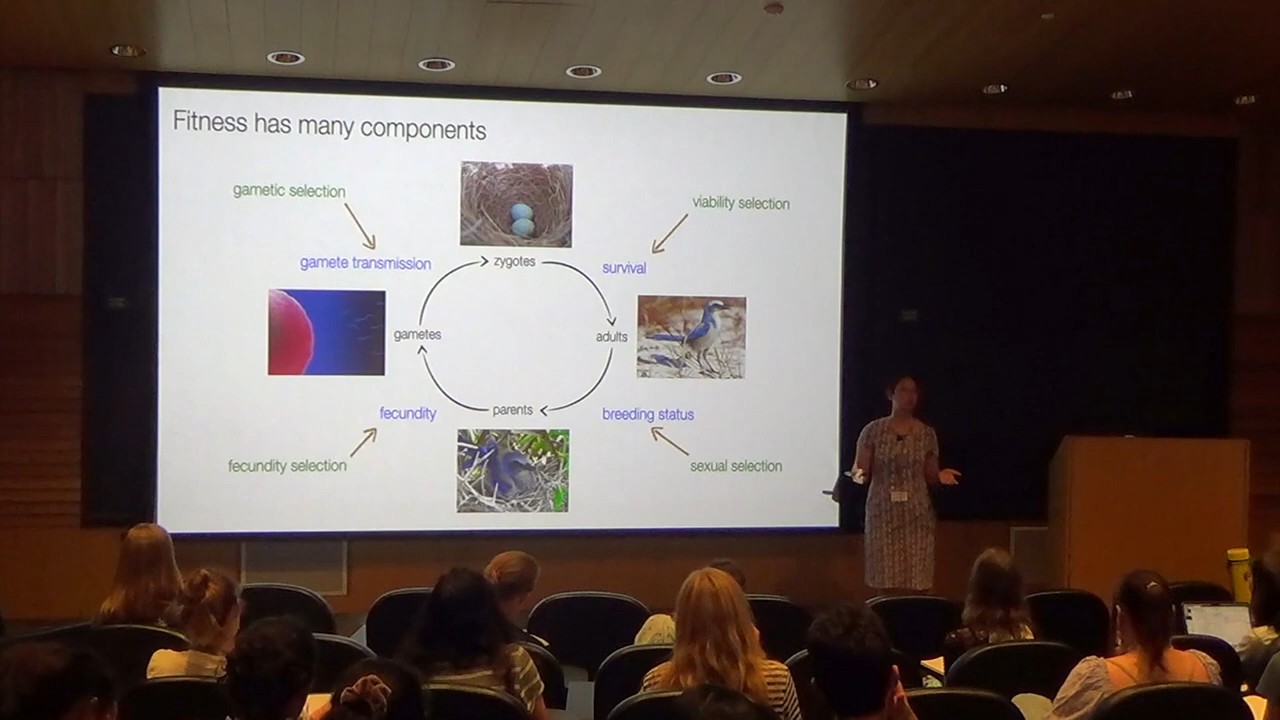 Fitness has many components
gametic selection
viability selection
gamete transmission
zygotes
survival
gametes
adults
fecundity
parents
breeding status
fecundity selection
sexual selection